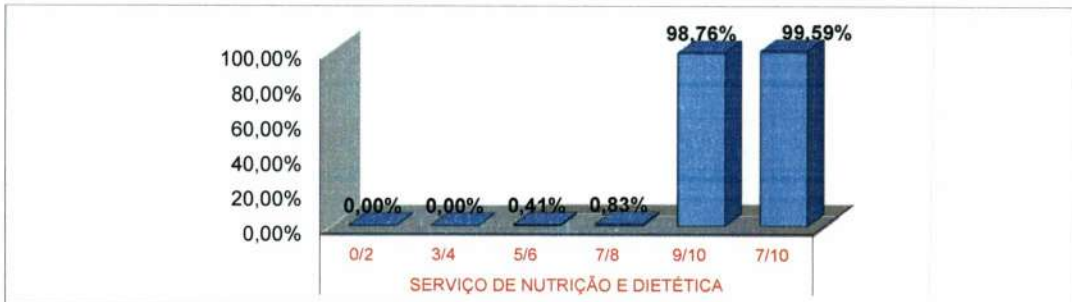 98,76% 99,59%
100,00%
80,00%
60,00%
40,00%
20,00%
0,00% 0,00% 0,41% 0,83%
0,00%
0/2 3/4 5/6 7/8 9/10 7/10
SERVIÇO DE NUTRIÇÃO E DIETÉTICA